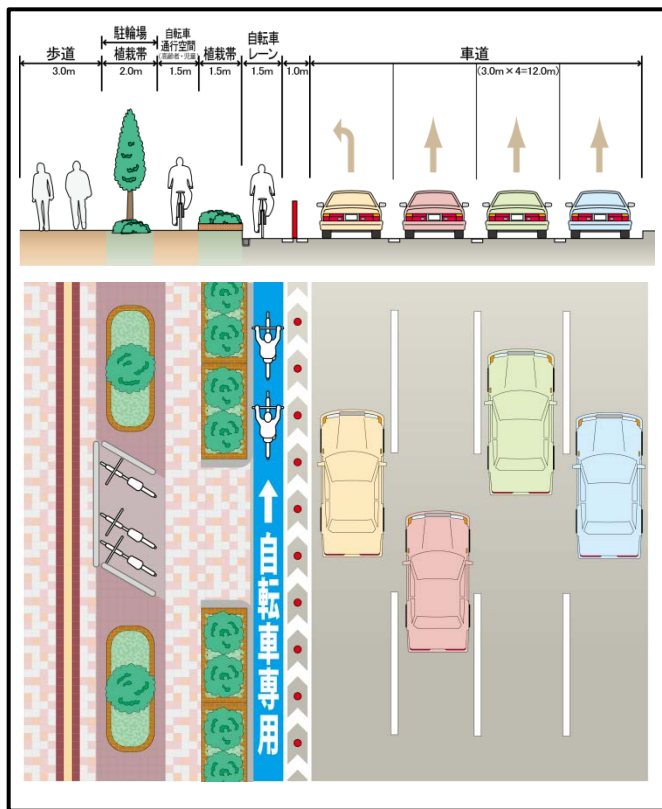 歩道
3.0m
駐輪場
植栽帯
2.0m
自転車
通行空間
(高齢者・児童)
1.5m
植栽帯
1.5m
自転車
レーン
1.5m
1.0m
車道
(3.0m×4=12.0m)
自転車専用